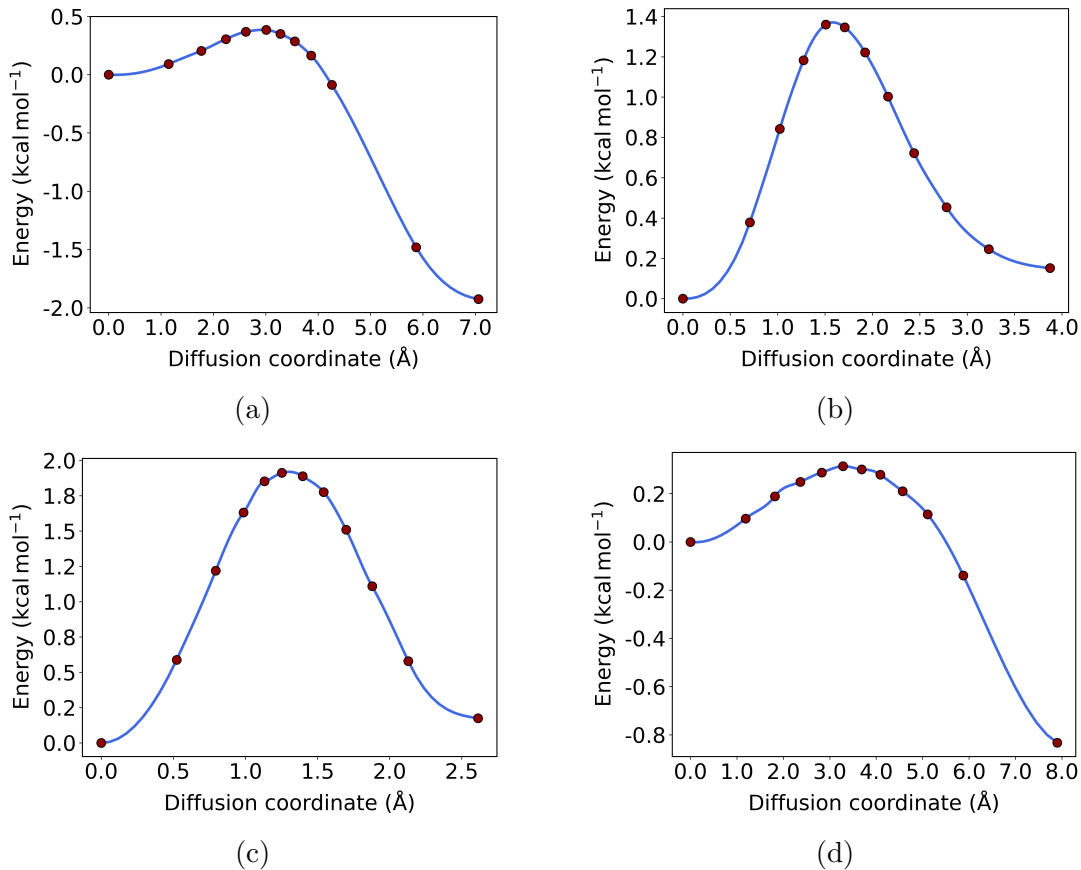 0.5
0.0
-0.5
-1.0
-1.5
-2.0
Energy (kcal mol⁻¹)
0.0 1.0 2.0 3.0 4.0 5.0 6.0 7.0
Diffusion coordinate (Å)
(a)
1.4
1.2
1.0
0.8
0.6
0.4
0.2
0.0
Energy (kcal mol⁻¹)
0.0 0.5 1.0 1.5 2.0 2.5 3.0 3.5 4.0
Diffusion coordinate (Å)
(b)
2.0
1.8
1.5
1.2
1.0
0.8
0.5
0.2
0.0
Energy (kcal mol⁻¹)
0.0 0.5 1.0 1.5 2.0 2.5
Diffusion coordinate (Å)
(c)
0.2
0.0
-0.2
-0.4
-0.6
-0.8
Energy (kcal mol⁻¹)
0.0 1.0 2.0 3.0 4.0 5.0 6.0 7.0 8.0
Diffusion coordinate (Å)
(d)